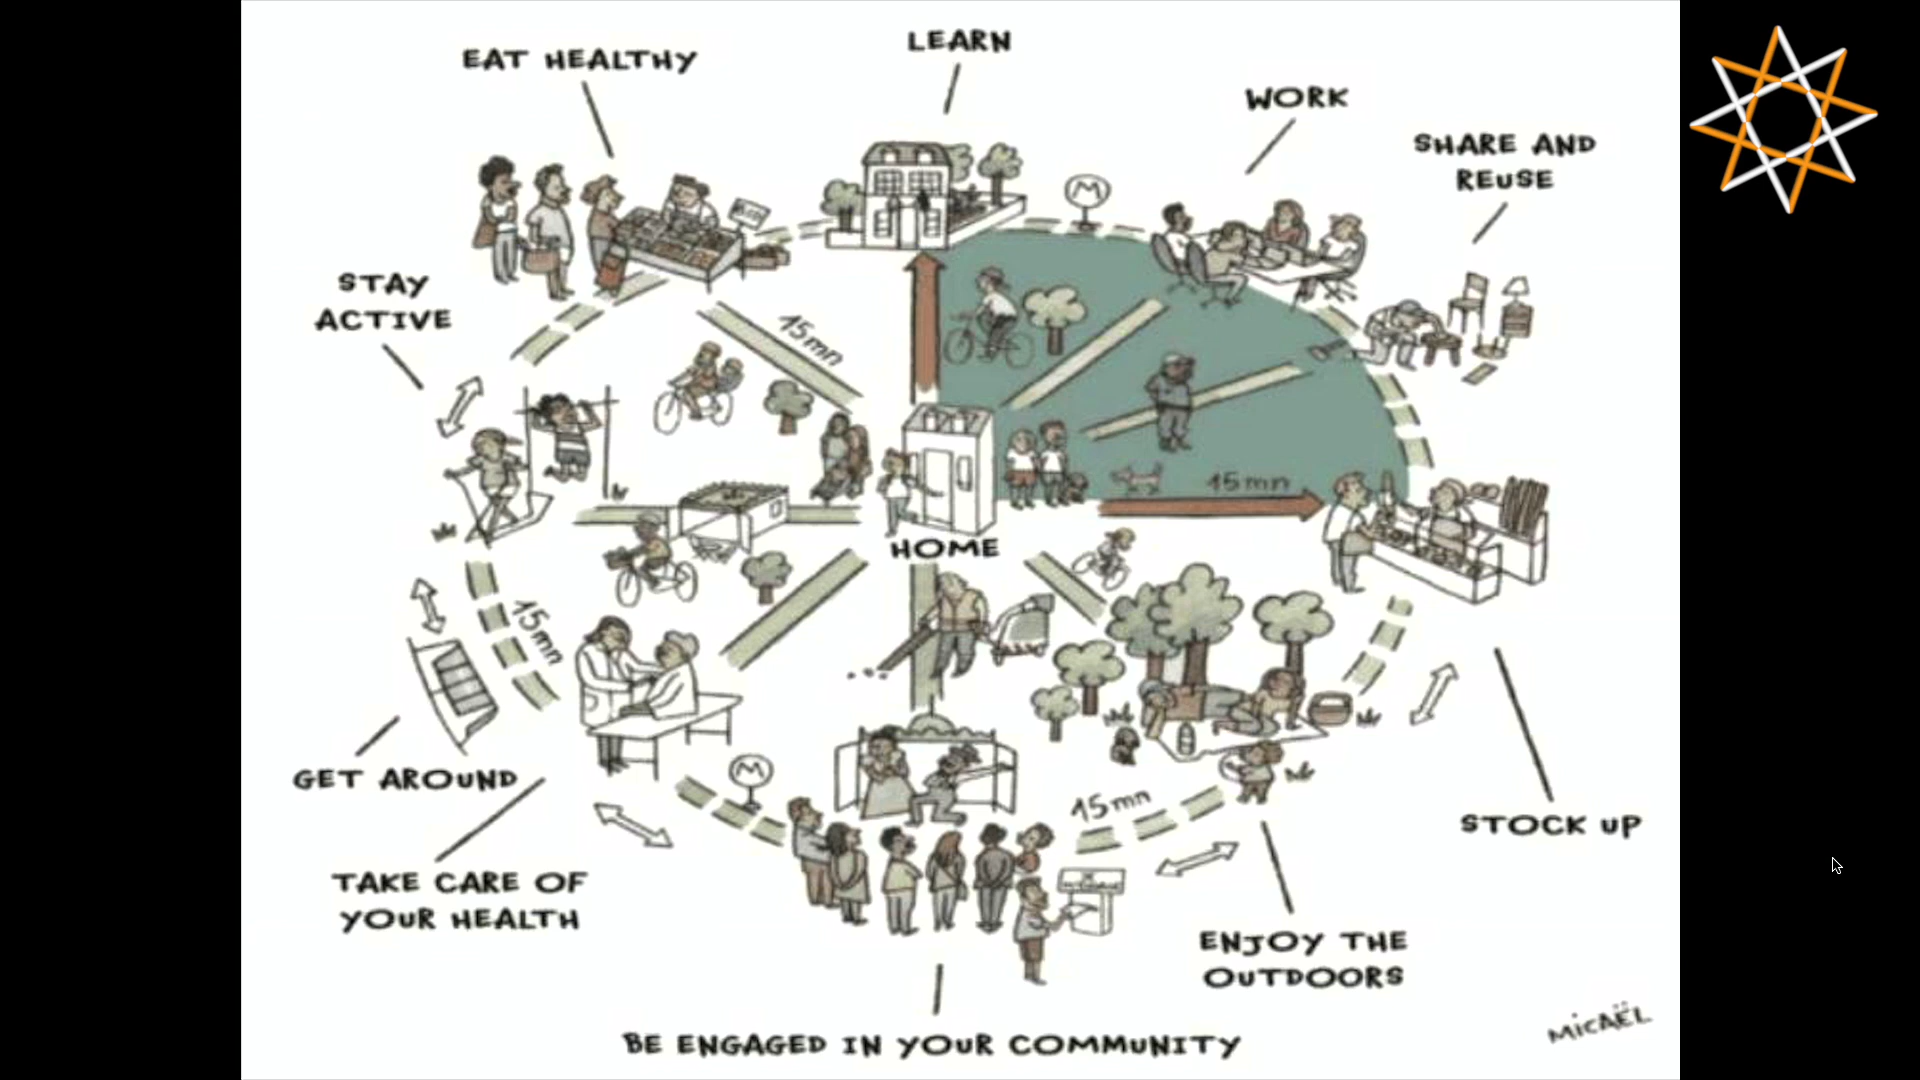 LEARN
EAT HEALTHY
WORK
SHARE AND
REUSE
M
STAY
ACTIVE
15mn
15mn
HOME
15mn
M
GET AROUND
15mn
STOCK UP
TAKE CARE OF
YOUR HEALTH
ENJOY THE
OUTDOORS
MICAËL
BE ENGAGED IN YOUR COMMUNITY